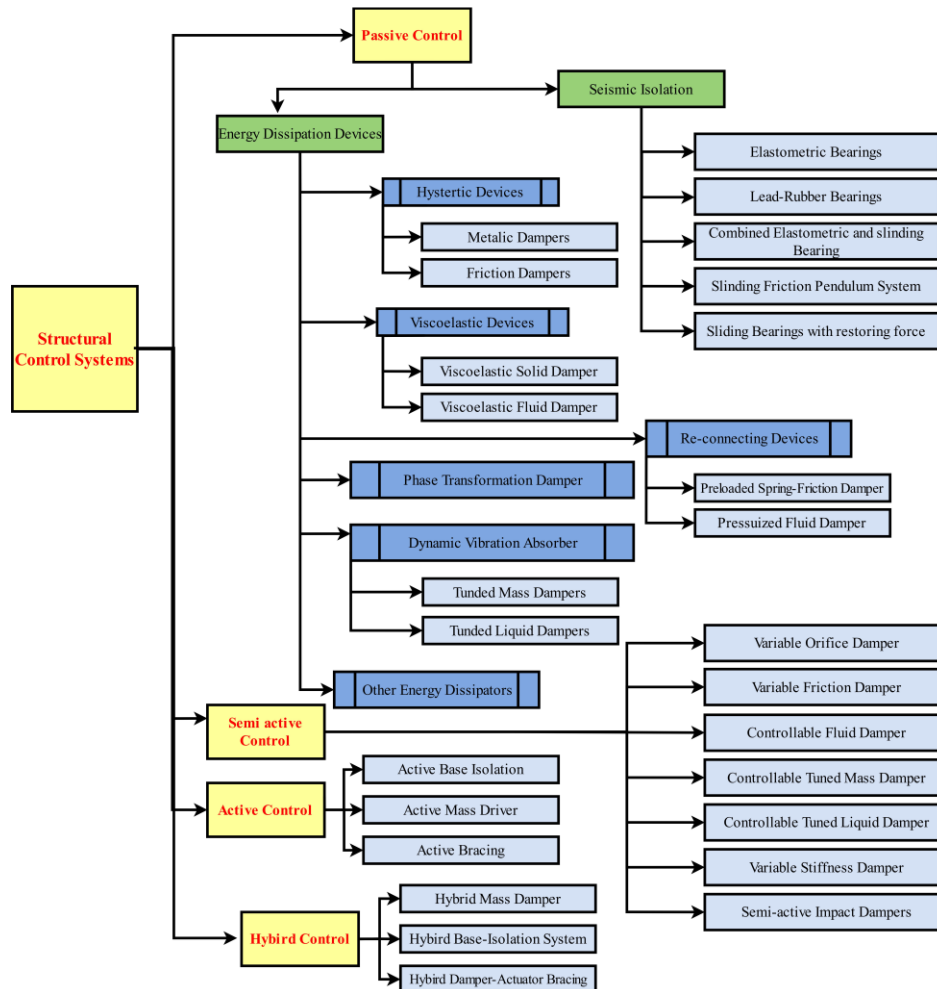 Passive Control
Seismic Isolation
Energy Dissipation Devices
Elastometric Bearings
Hystertic Devices
Lead-Rubber Bearings
Metalic Dampers
Combined Elastometric and slinding
Bearing
Friction Dampers
Slinding Friction Pendulum System
Structural
Control Systems
Viscoelastic Devices
Sliding Bearings with restoring force
Viscoelastic Solid Damper
Viscoelastic Fluid Damper
Re-connecting Devices
Phase Transformation Damper
Preloaded Spring-Friction Damper
Pressuized Fluid Damper
Dynamic Vibration Absorber
Tunded Mass Dampers
Tunded Liquid Dampers
Variable Orifice Damper
Other Energy Dissipators
Variable Friction Damper
Semi active
Control
Controllable Fluid Damper
Active Base Isolation
Controllable Tuned Mass Damper
Active Control
Active Mass Driver
Controllable Tuned Liquid Damper
Active Bracing
Variable Stiffness Damper
Hybrid Mass Damper
Semi-active Impact Dampers
Hybird Control
Hybird Base-Isolation System
Hybird Damper-Actuator Bracing